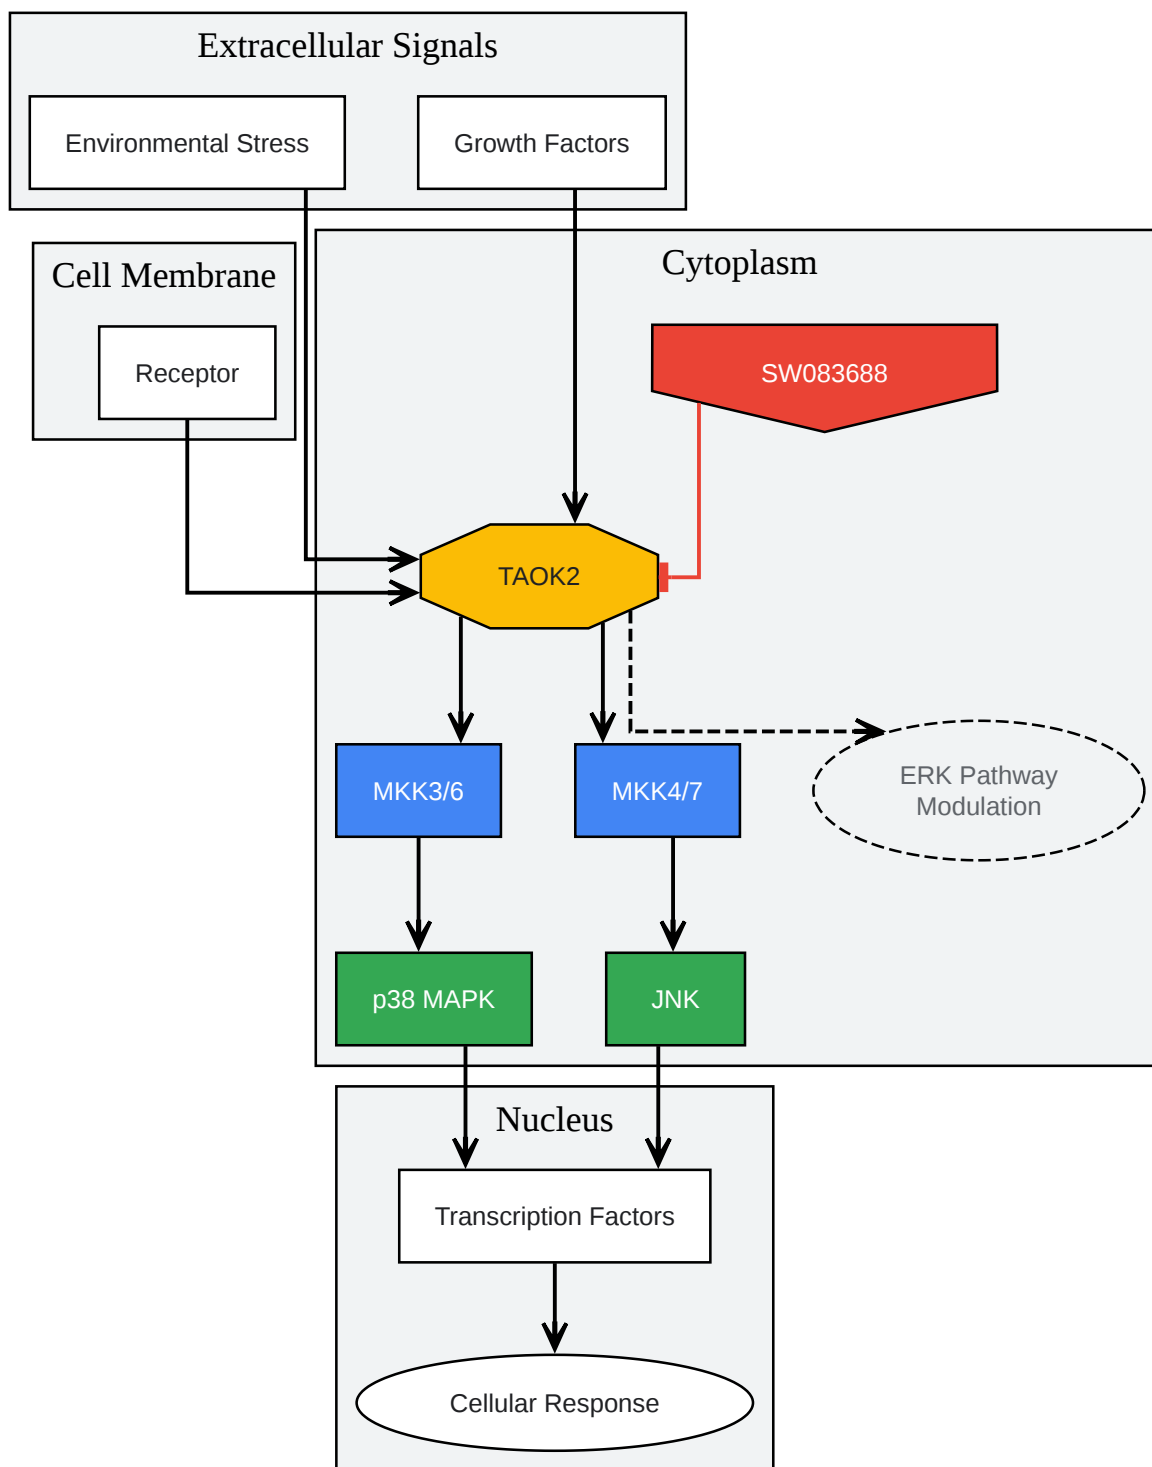 Extracellular Signals
Environmental Stress
Growth Factors
Cell Membrane
Receptor
Cytoplasm
SW083688
TAOK2
MKK3/6
MKK4/7
ERK Pathway
Modulation
p38 MAPK
JNK
Nucleus
Transcription Factors
Cellular Response